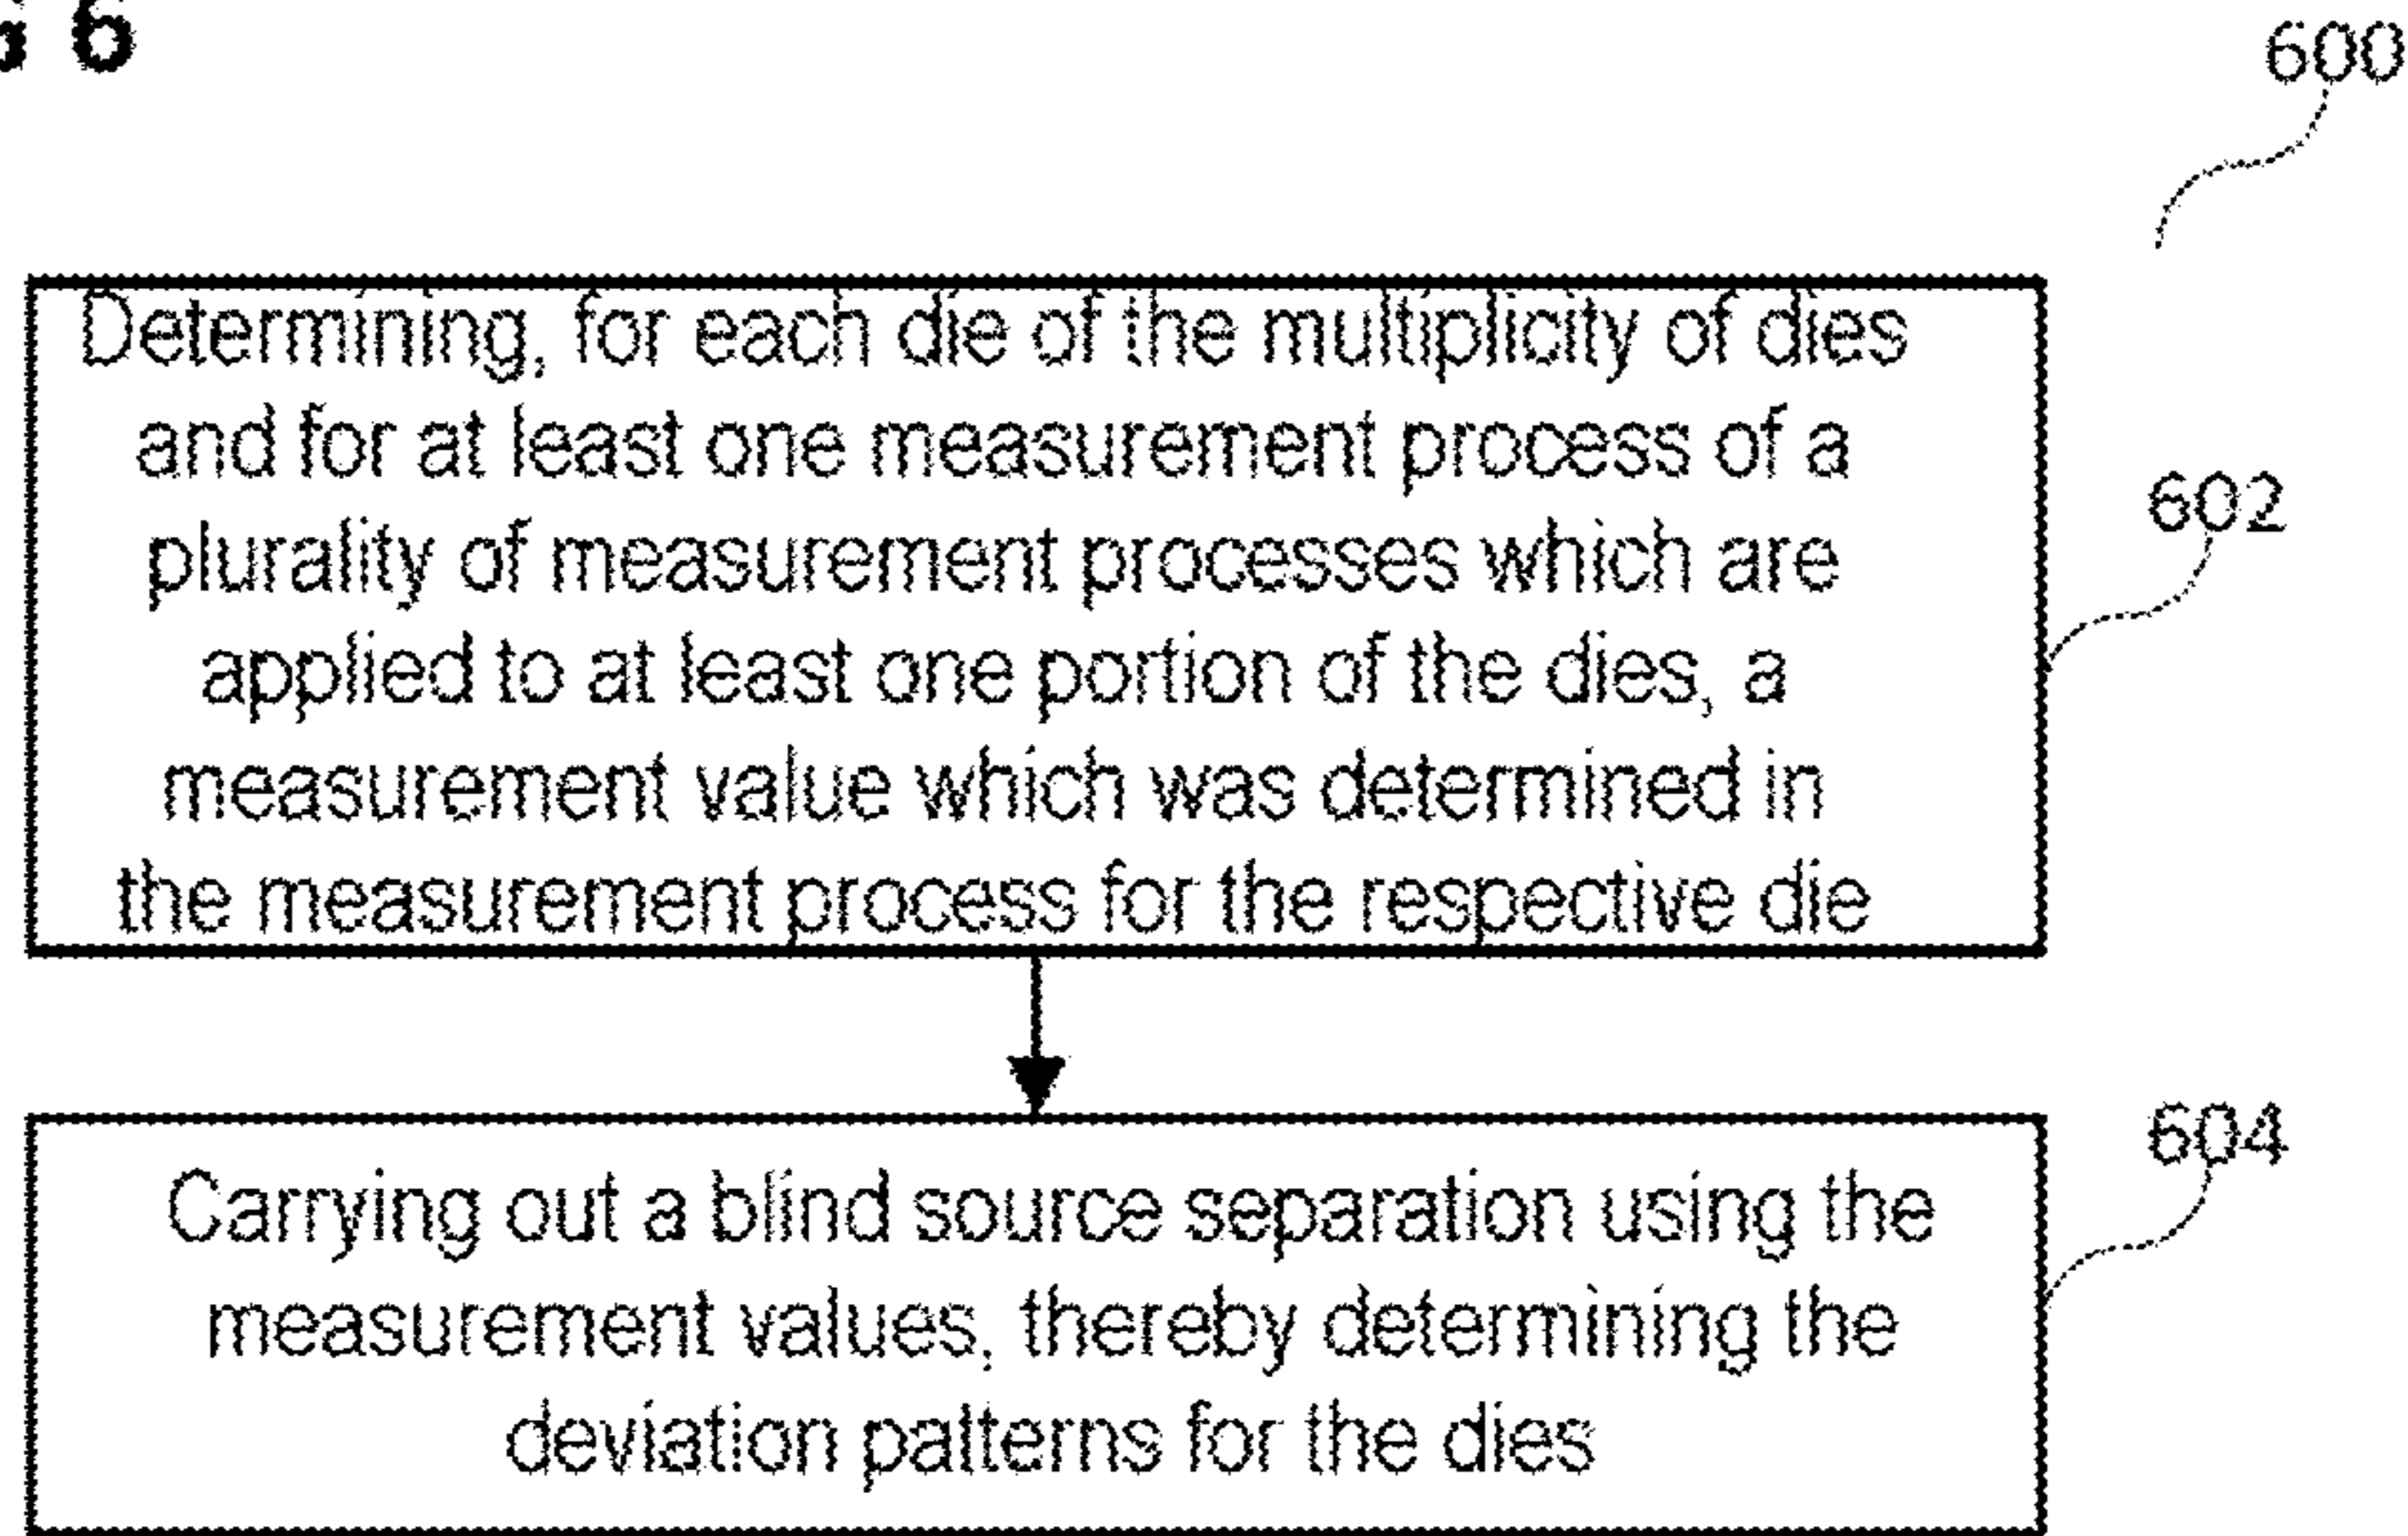 6
600
Determining, for each die of the multiplicity of dies
and for at least one measurement process of a
plurality of measurement processes which are
applied to at least one portion of the dies, a
measurement value which was determined in
the measurement process for the respective die
602
Carrying out a blind source separation using the
measurement values, thereby determining the
deviation patterns for the dies
604